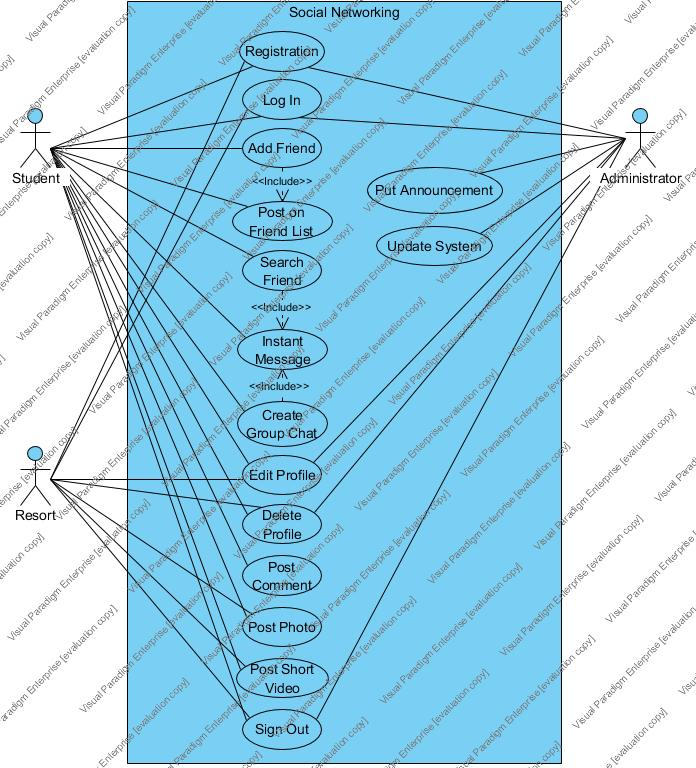 Social Networking
Registration
Log In
Add Friend
<<Include>>
Post on
Friend List
Search
Friend
<<Include>>
Instant
Message
<<Include>>
Create
Group Chat
Edit Profile
Delete
Profile
Post
Comment
Post Photo
Post Short
Video
Sign Out
Put Announcement
Update System
Student
Resort
Administrator
Visual Paradigm Enterprise [evaluation copy]